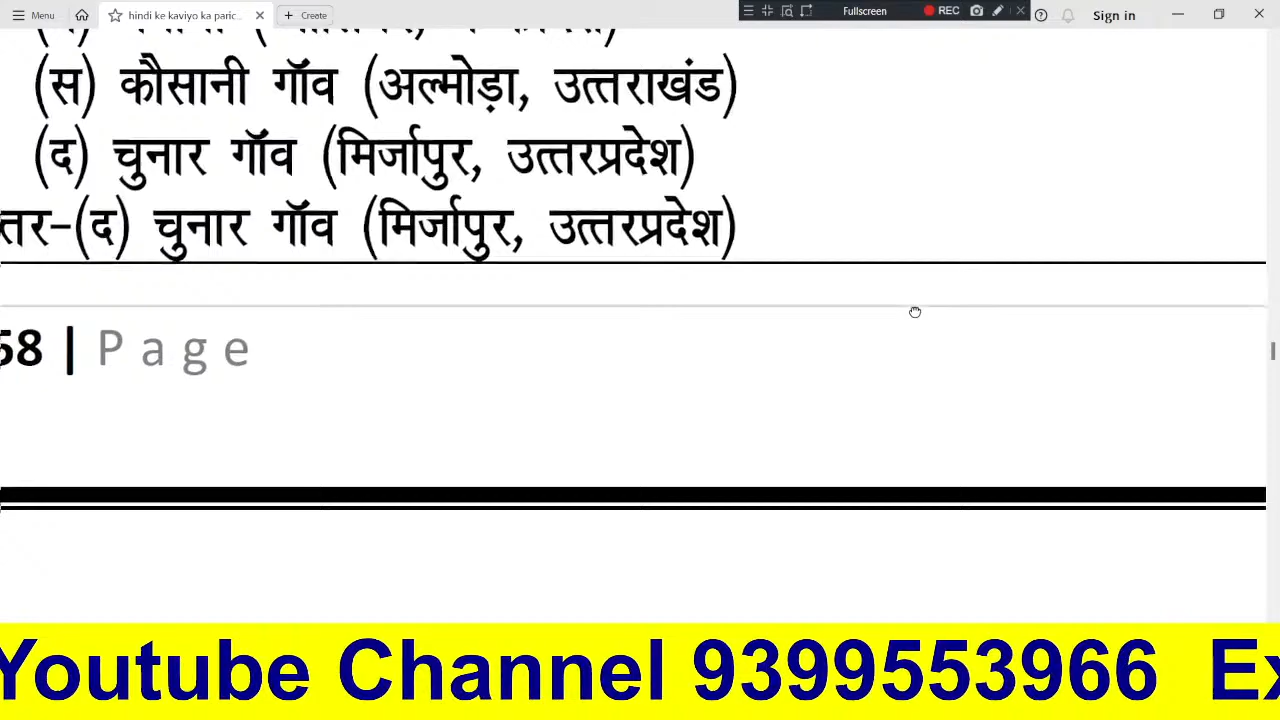 Menu
hindi ke kaviyo ka paric...
Create
Fullscreen
REC
Sign in
(स) कौसानी गॉंव (अल्मोड़ा, उत्तराखंड)
(द) चुनार गॉंव (मिर्जापुर, उत्तरप्रदेश)
तर-(द) चुनार गॉंव (मिर्जापुर, उत्तरप्रदेश)
58 | P a g e
Youtube Channel 9399553966 Ex